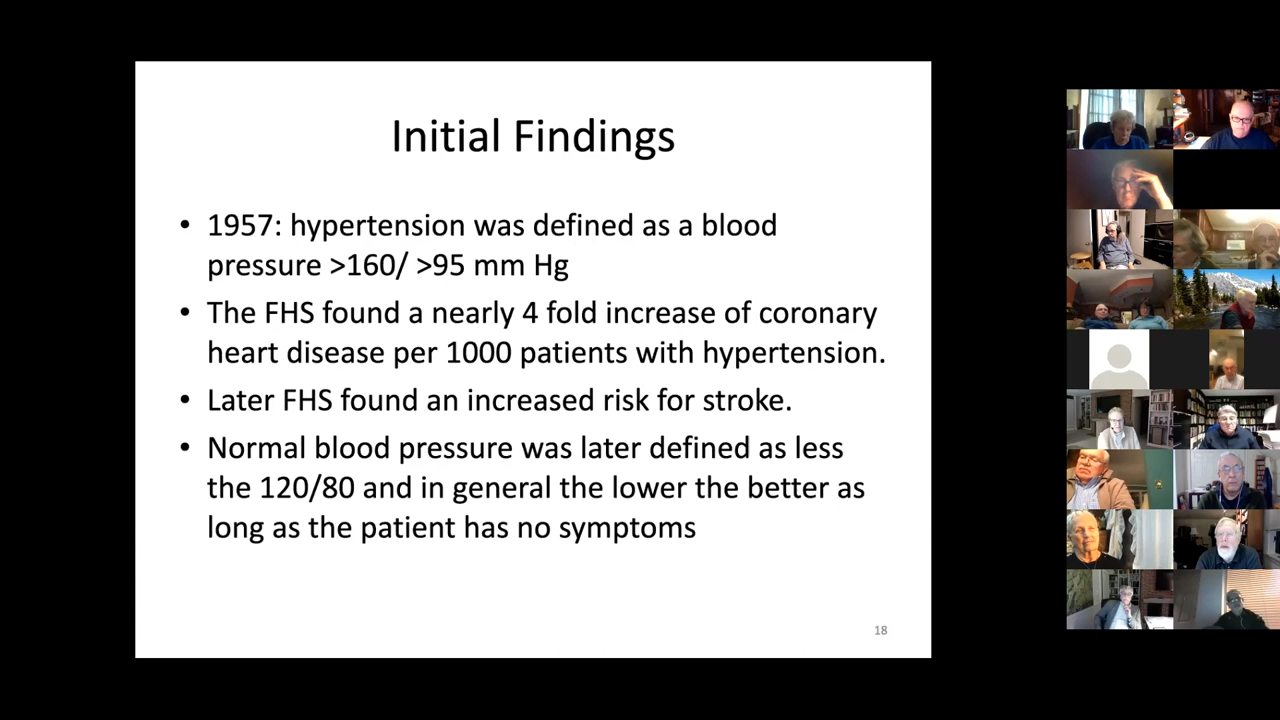 Initial Findings
• 1957: hypertension was defined as a blood
pressure >160/ >95 mm Hg
• The FHS found a nearly 4 fold increase of coronary
heart disease per 1000 patients with hypertension.
• Later FHS found an increased risk for stroke.
• Normal blood pressure was later defined as less
the 120/80 and in general the lower the better as
long as the patient has no symptoms
18